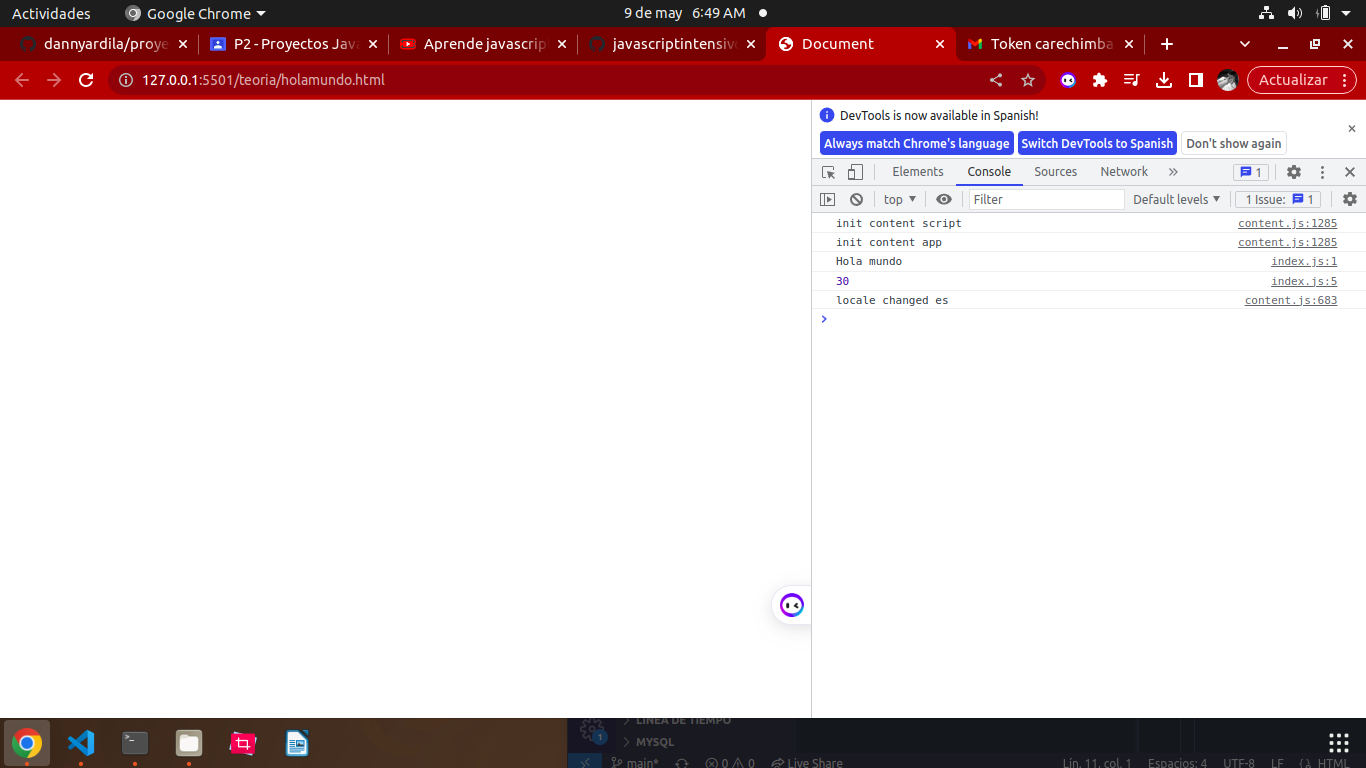 Actividades Google Chrome 9 de may 6:49 AM
dannyardila/proye P2 - Proyectos Java Aprende javascrip javascriptintensivo Document Token carechimba
127.0.0.1:5501/teoria/holamundo.html Actualizar
DevTools is now available in Spanish!
Always match Chrome's language Switch DevTools to Spanish Don't show again
Elements Console Sources Network » 1
top Filter Default levels 1 Issue: 1
init content script content.js:1285
init content app content.js:1285
Hola mundo index.js:1
30 index.js:5
locale changed es content.js:683
LÍNEA DE TIEMPO
1
MYSQL
main* 0 0 Live Share Lín. 11, col. 1 Espacios: 4 UTF-8 LF HTML